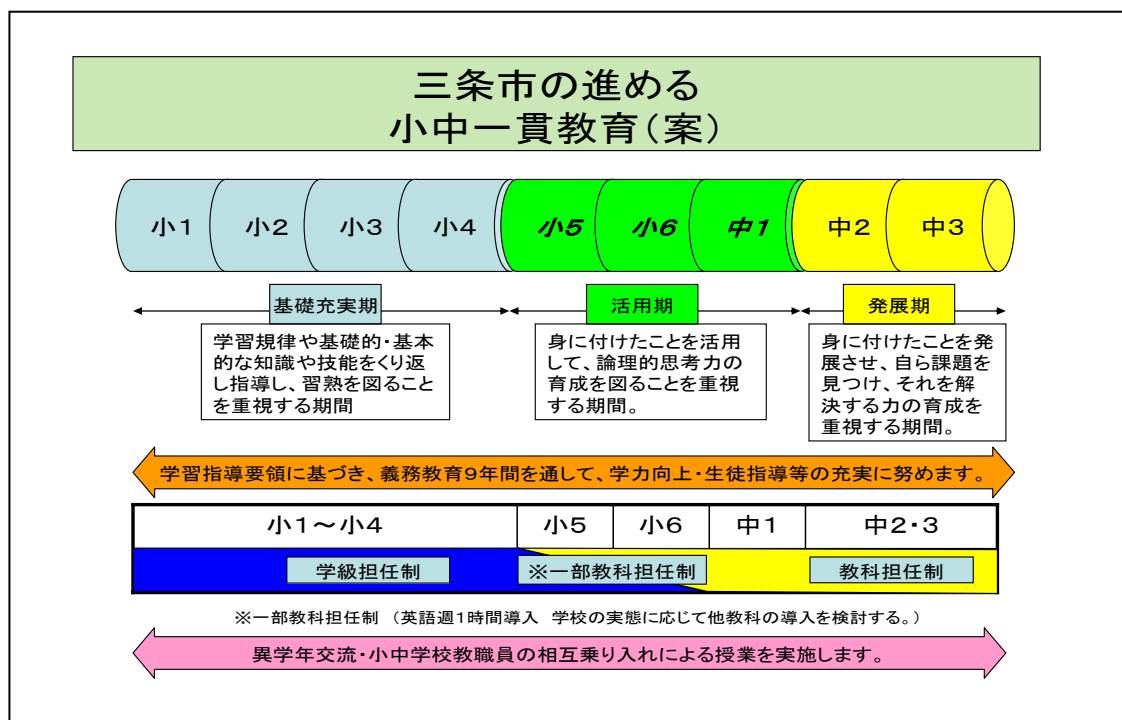 三条市の進める
小中一貫教育(案)
小1 小2 小3 小4 小5 小6 中1 中2 中3
基礎充実期 活用期 発展期
学習規律や基礎的・基本
的な知識や技能をくり返
し指導し、習熟を図ること
を重視する期間
身に付けたことを活用
して、論理的思考力の
育成を図ることを重視
する期間。
身に付けたことを発
展させ、自ら課題を
見つけ、それを解
決する力の育成を
重視する期間。
学習指導要領に基づき、義務教育9年間を通して、学力向上・生徒指導等の充実に努めます。
小1~小4 小5 小6 中1 中2・3
学級担任制 ※一部教科担任制 教科担任制
※一部教科担任制 (英語週1時間導入 学校の実態に応じて他教科の導入を検討する。)
異学年交流・小中学校教職員の相互乗り入れによる授業を実施します。